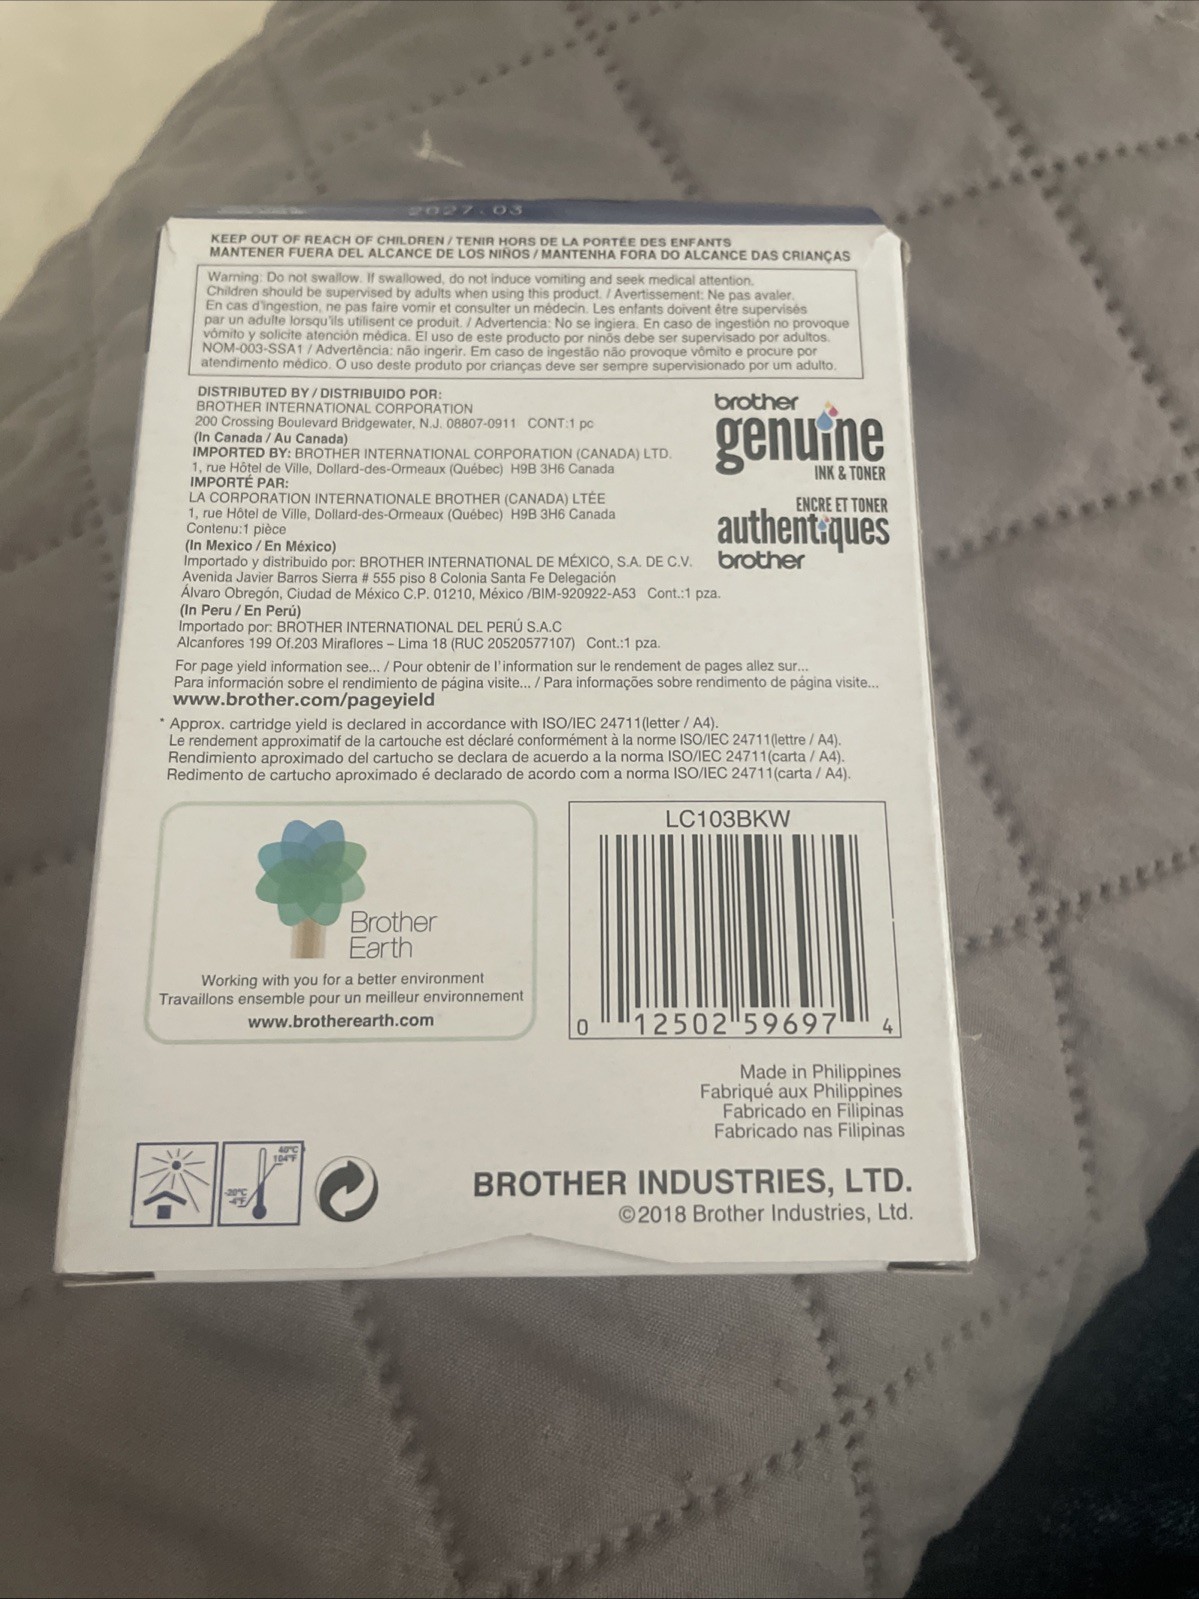 2027.03
KEEP OUT OF REACH OF CHILDREN / TENIR HORS DE LA PORTÉE DES ENFANTS
MANTENER FUERA DEL ALCANCE DE LOS NIÑOS / MANTENHA FORA DO ALCANCE DAS CRIANÇAS
Warning: Do not swallow. If swallowed, do not induce vomiting and seek medical attention.
Children should be supervised by adults when using this product. / Avertissement: Ne pas avaler.
En cas d'ingestion, ne pas faire vomir et consulter un médecin. Les enfants doivent être supervisés
par un adulte lorsqu'ils utilisent ce produit. / Advertencia: No se ingiera. En caso de ingestión no provoque
vómito y solicite atención médica. El uso de este producto por niños debe ser supervisado por adultos.
NOM-003-SSA1 / Advertência: não ingerir. Em caso de ingestão não provoque vômito e procure por
atendimento médico. O uso deste produto por crianças deve ser sempre supervisionado por um adulto.
DISTRIBUTED BY / DISTRIBUIDO POR:
BROTHER INTERNATIONAL CORPORATION
200 Crossing Boulevard Bridgewater, N.J. 08807-0911 CONT:1 pc
(In Canada / Au Canada)
IMPORTED BY: BROTHER INTERNATIONAL CORPORATION (CANADA) LTD.
1, rue Hôtel de Ville, Dollard-des-Ormeaux (Québec) H9B 3H6 Canada
IMPORTÉ PAR:
LA CORPORATION INTERNATIONALE BROTHER (CANADA) LTÉE
1, rue Hôtel de Ville, Dollard-des-Ormeaux (Québec) H9B 3H6 Canada
Contenu:1 pièce
(In Mexico / En México)
Importado y distribuido por: BROTHER INTERNATIONAL DE MÉXICO, S.A. DE C.V.
Avenida Javier Barros Sierra # 555 piso 8 Colonia Santa Fe Delegación
Álvaro Obregón, Ciudad de México C.P. 01210, México /BIM-920922-A53 Cont.:1 pza.
(In Peru / En Perú)
Importado por: BROTHER INTERNATIONAL DEL PERÚ S.A.C
Alcanfores 199 Of.203 Miraflores – Lima 18 (RUC 20520577107) Cont.:1 pza.
brother
genuine
INK & TONER
ENCRE ET TONER
authentiques
brother
For page yield information see... / Pour obtenir de l'information sur le rendement de pages allez sur...
Para información sobre el rendimiento de página visite... / Para informações sobre rendimento de página visite...
www.brother.com/pageyield
* Approx. cartridge yield is declared in accordance with ISO/IEC 24711(letter / A4).
Le rendement approximatif de la cartouche est déclaré conformément à la norme ISO/IEC 24711(lettre / A4).
Rendimiento aproximado del cartucho se declara de acuerdo a la norma ISO/IEC 24711(carta / A4).
Redimento de cartucho aproximado é declarado de acordo com a norma ISO/IEC 24711(carta / A4).
Brother
Earth
Working with you for a better environment
Travaillons ensemble pour un meilleur environnement
www.brotherearth.com
LC103BKW
0 12502 59697 4
Made in Philippines
Fabriqué aux Philippines
Fabricado en Filipinas
Fabricado nas Filipinas
40°C
104°F
-20°C
-4°F
BROTHER INDUSTRIES, LTD.
©2018 Brother Industries, Ltd.